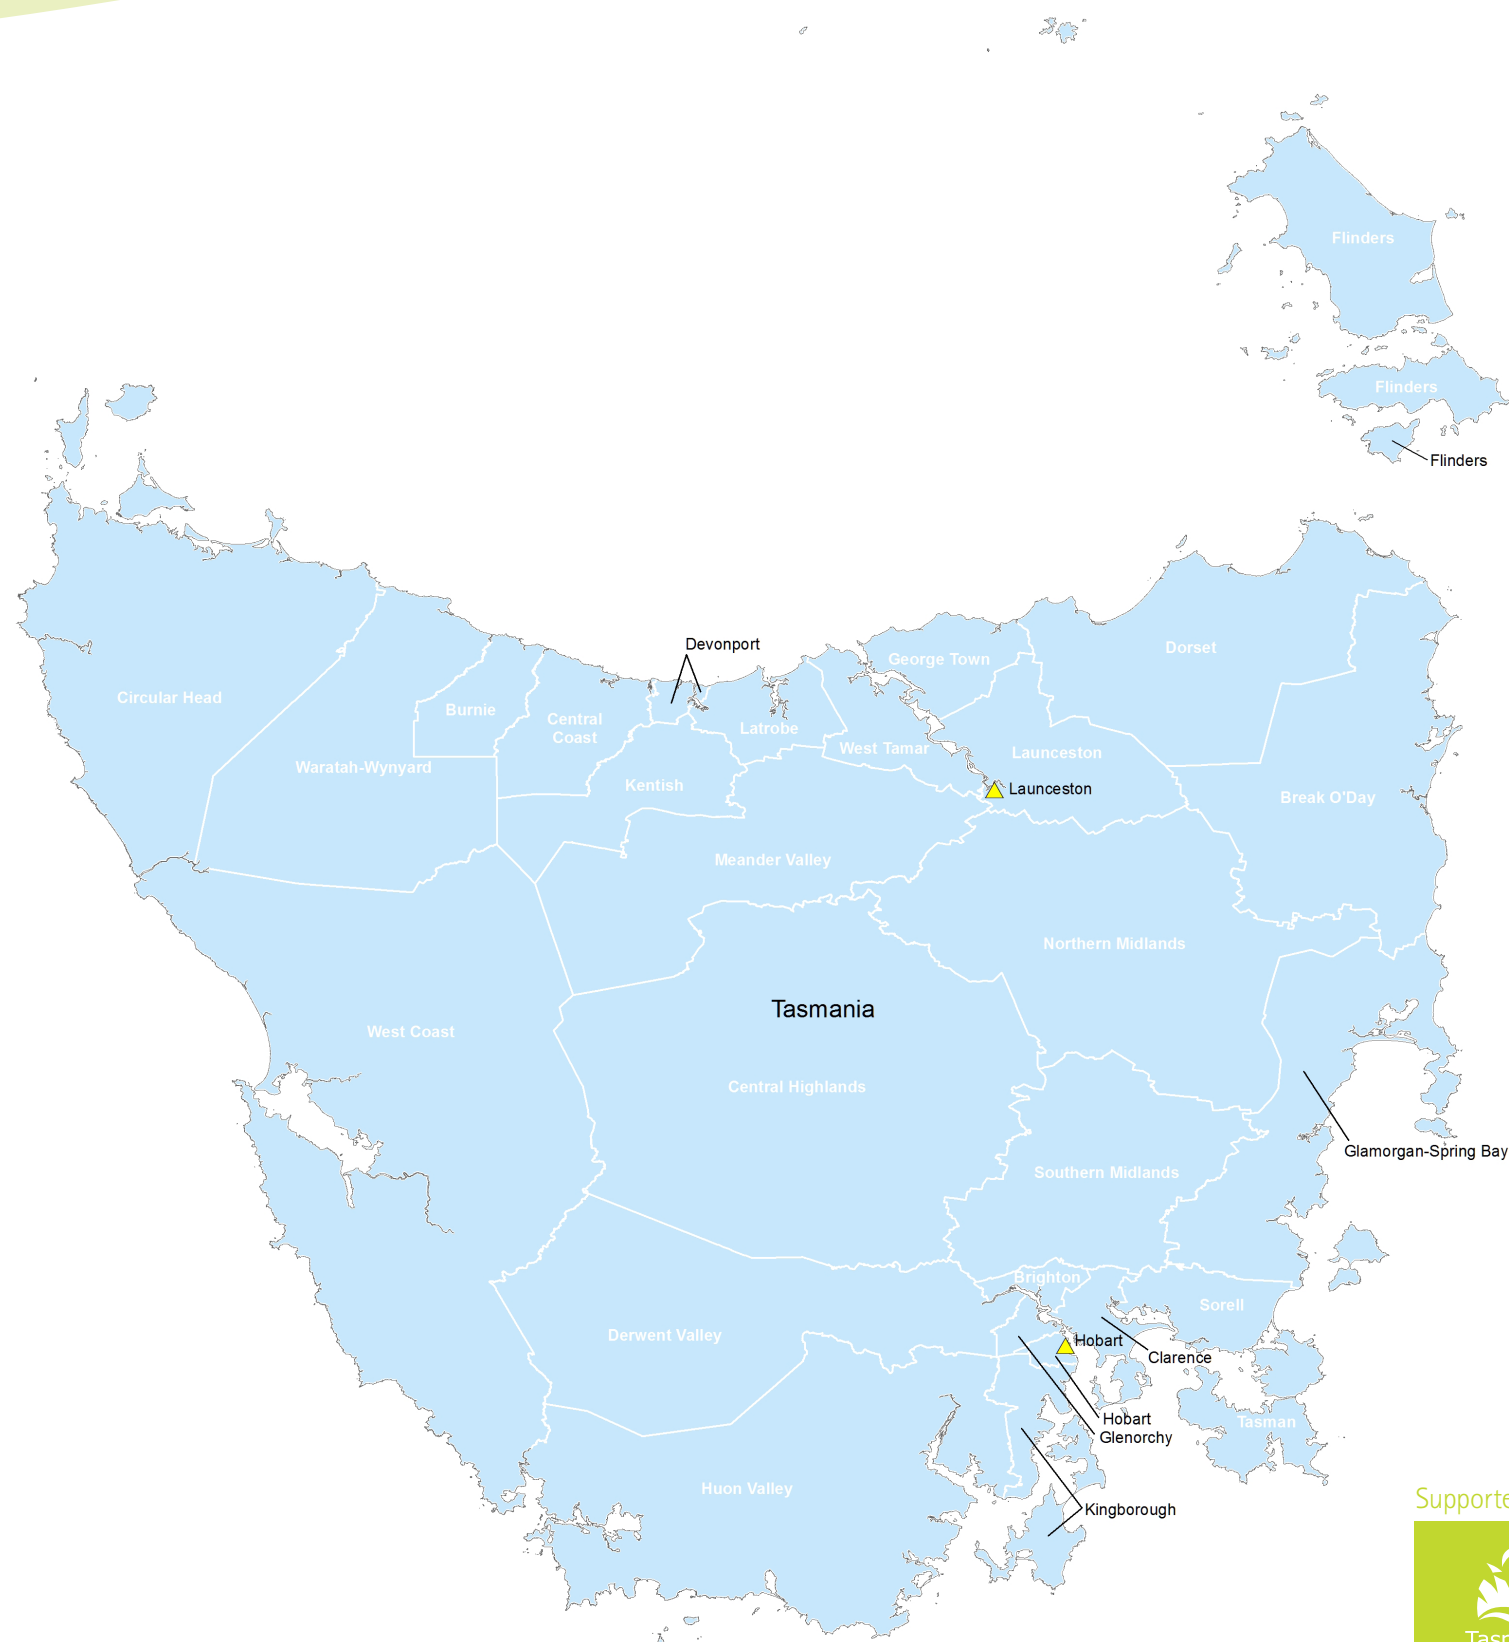 Flinders
Flinders
Flinders
Devonport
Dorset
George Town
Circular Head
Burnie
Central
Coast
Latrobe
West Tamar
Launceston
Waratah-Wynyard
Kentish
Launceston
Break O'Day
Meander Valley
Northern Midlands
Tasmania
West Coast
Central Highlands
Glamorgan-Spring Bay
Southern Midlands
Brighton
Sorell
Derwent Valley
Hobart
Clarence
Hobart
Tasman
Glenorchy
Huon Valley
Kingborough